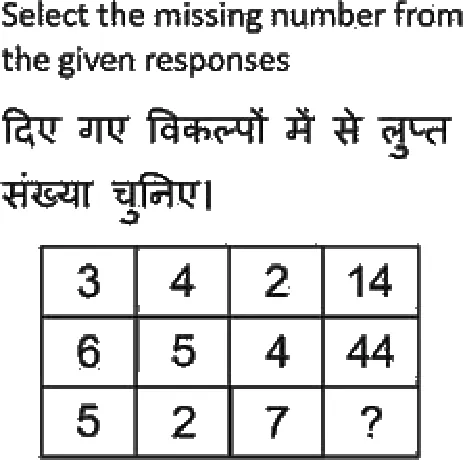 Select the missing number from
the given responses
दिए गए विकल्पों में से लुप्त
संख्या चुनिए।
3 4 2 14
6 5 4 44
5 2 7 ?